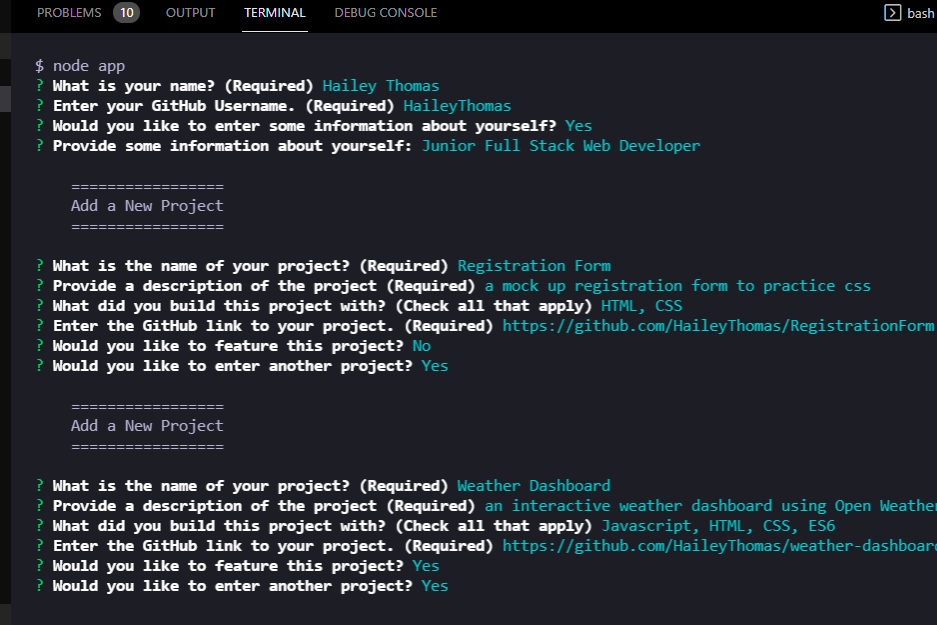 PROBLEMS 10 OUTPUT TERMINAL DEBUG CONSOLE bash
$ node app
? What is your name? (Required) Hailey Thomas
? Enter your GitHub Username. (Required) HaileyThomas
? Would you like to enter some information about yourself? Yes
? Provide some information about yourself: Junior Full Stack Web Developer
=================
Add a New Project
=================
? What is the name of your project? (Required) Registration Form
? Provide a description of the project (Required) a mock up registration form to practice css
? What did you build this project with? (Check all that apply) HTML, CSS
? Enter the GitHub link to your project. (Required) https://github.com/HaileyThomas/RegistrationForm
? Would you like to feature this project? No
? Would you like to enter another project? Yes
=================
Add a New Project
=================
? What is the name of your project? (Required) Weather Dashboard
? Provide a description of the project (Required) an interactive weather dashboard using Open Weather
? What did you build this project with? (Check all that apply) Javascript, HTML, CSS, ES6
? Enter the GitHub link to your project. (Required) https://github.com/HaileyThomas/weather-dashboard
? Would you like to feature this project? Yes
? Would you like to enter another project? Yes